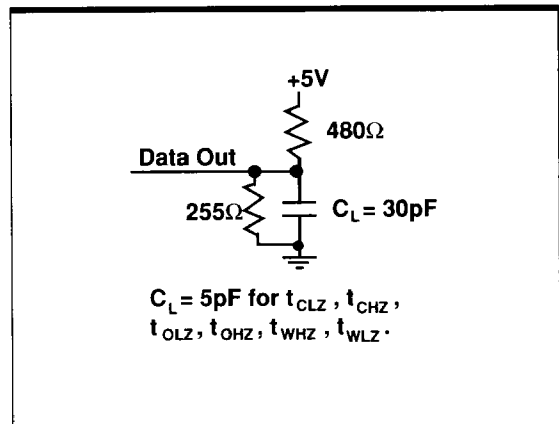 +5V
480Ω
Data Out
255Ω
C_L = 30pF
C_L = 5pF for t_CLZ , t_CHZ ,
t_OLZ, t_OHZ, t_WHZ , t_WLZ.